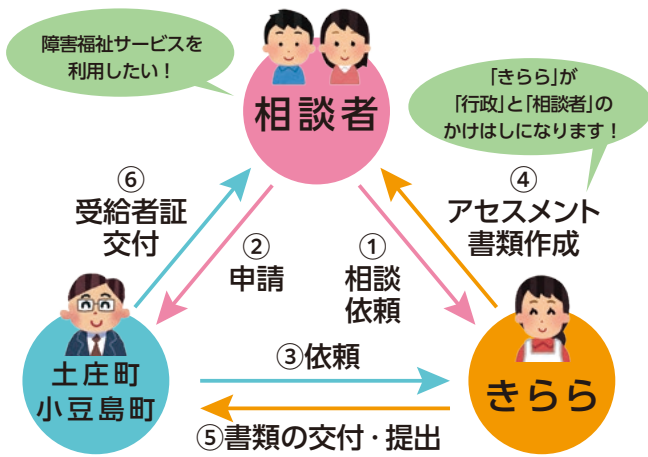 障害福祉サービスを
利用したい！
相談者
「きらら」が
「行政」と「相談者」の
かけはしになります！
⑥
受給者証
交付
②
申請
①
相談
依頼
④
アセスメント
書類作成
土庄町
小豆島町
③依頼
きらら
⑤書類の交付・提出